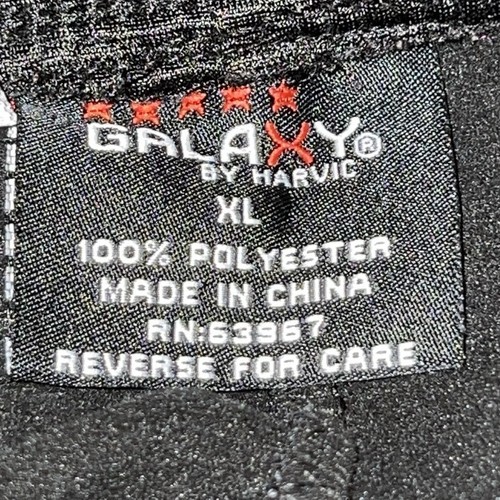 GALAXY®
BY HARVIC
XL
100% POLYESTER
MADE IN CHINA
RN:63967
REVERSE FOR CARE